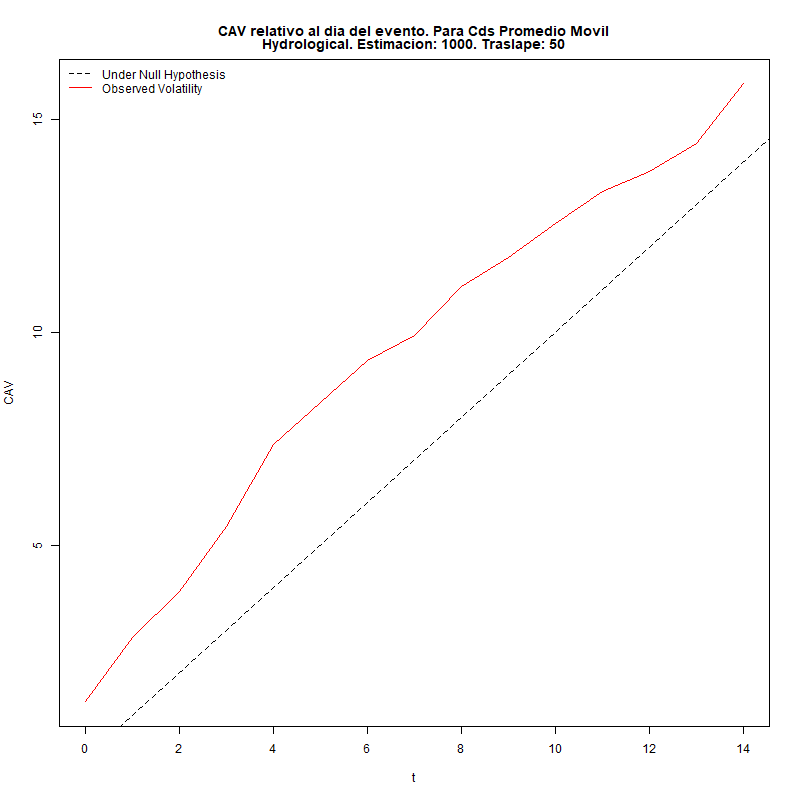 CAV relativo al dia del evento. Para Cds Promedio Movil
Hydrological. Estimacion: 1000. Traslape: 50
Under Null Hypothesis
Observed Volatility
15
10
5
CAV
0 2 4 6 8 10 12 14
t